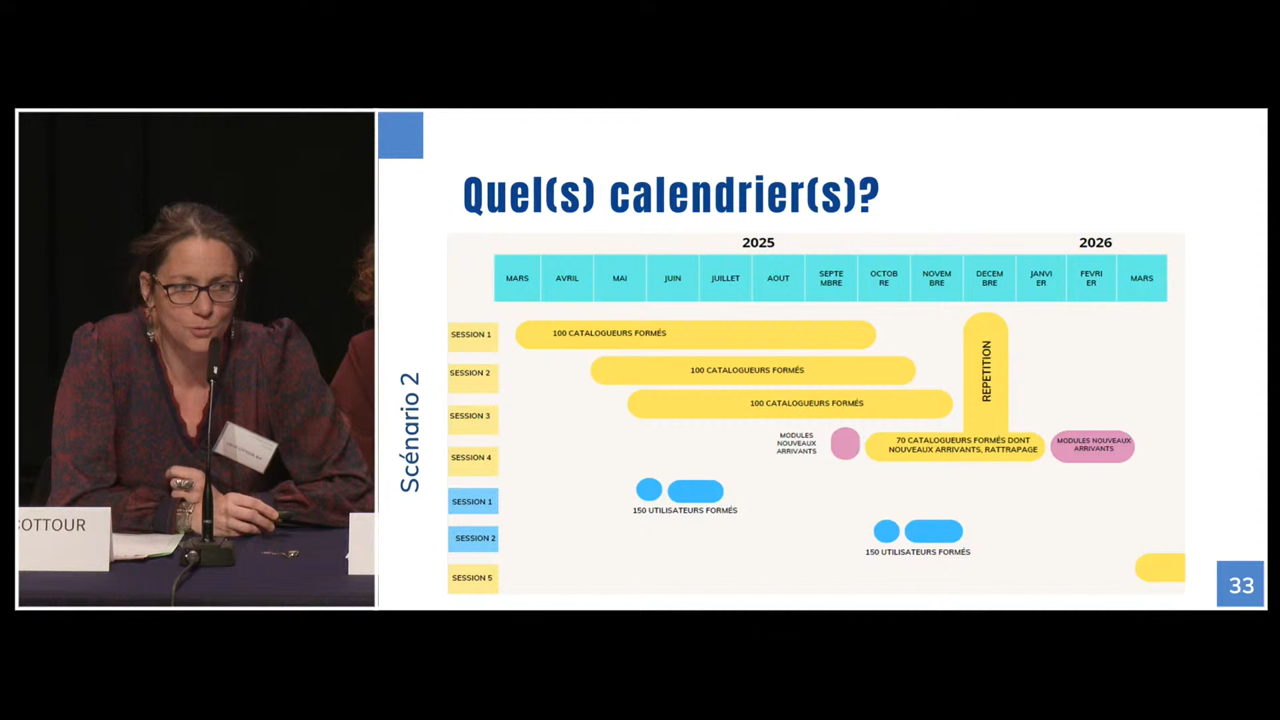 Quel(s) calendrier(s)?
2025
2026
MARS
AVRIL
MAI
JUIN
JUILLET
AOUT
SEPTE
MBRE
OCTOB
RE
NOVEM
BRE
DECEM
BRE
JANVI
ER
FEVRI
ER
MARS
SESSION 1
100 CATALOGUEURS FORMÉS
SESSION 2
100 CATALOGUEURS FORMÉS
SESSION 3
100 CATALOGUEURS FORMÉS
REPETITION
SESSION 4
MODULES
NOUVEAUX
ARRIVANTS
70 CATALOGUEURS FORMÉS DONT
NOUVEAUX ARRIVANTS, RATTRAPAGE
MODULES NOUVEAUX
ARRIVANTS
SESSION 1
150 UTILISATEURS FORMÉS
SESSION 2
150 UTILISATEURS FORMÉS
SESSION 5
Scénario 2
33
OTTOUR